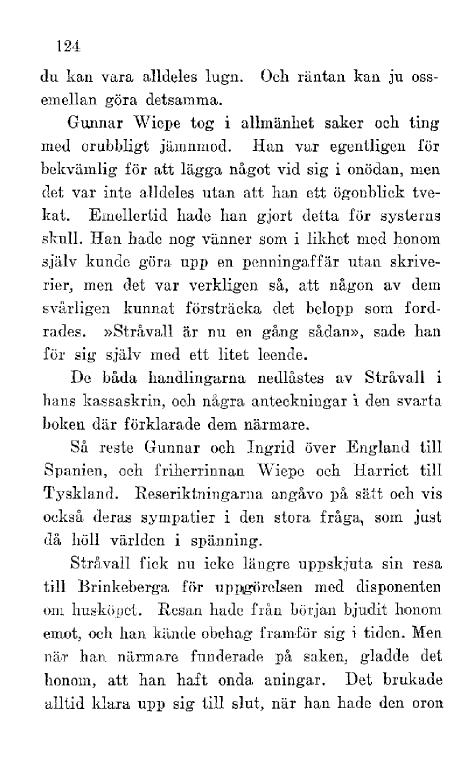 124
du kan vara alldeles lugn. Och räntan kan ju oss-
emellan göra detsamma.
Gunnar Wiepe tog i allmänhet saker och ting
med orubbligt jämnmod. Han var egentligen för
bekvämlig för att lägga något vid sig i onödan, men
det var inte alldeles utan att han ett ögonblick tve-
kat. Emellertid hade han gjort detta för systerns
skull. Han hade nog vänner som i likhet med honom
själv kunde göra upp en penningaffär utan skrive-
rier, men det var verkligen så, att någon av dem
svårligen kunnat försträcka det belopp som ford-
rades. »Stråvall är nu en gång sådan», sade han
för sig själv med ett litet leende.
De båda handlingarna nedlåstes av Stråvall i
hans kassaskrin, och några anteckningar i den svarta
boken där förklarade dem närmare.
Så reste Gunnar och Ingrid över England till
Spanien, och friherrinnan Wiepe och Harriet till
Tyskland. Reseriktningarna angåvo på sätt och vis
också deras sympatier i den stora fråga, som just
då höll världen i spänning.
Stråvall fick nu icke längre uppskjuta sin resa
till Brinkeberga för uppgörelsen med disponenten
om husköpet. Resan hade från början bjudit honom
emot, och han kände obehag framför sig i tiden. Men
när han närmare funderade på saken, gladde det
honom, att han haft onda aningar. Det brukade
alltid klara upp sig till slut, när han hade den oron